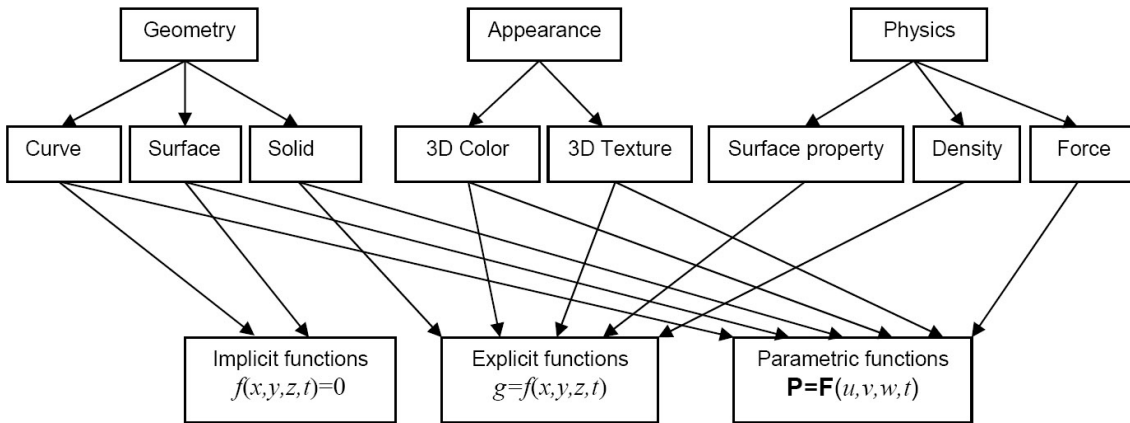 Geometry
Appearance
Physics
Curve
Surface
Solid
3D Color
3D Texture
Surface property
Density
Force
Implicit functions
f(x,y,z,t)=0
Explicit functions
g=f(x,y,z,t)
Parametric functions
P=F(u,v,w,t)